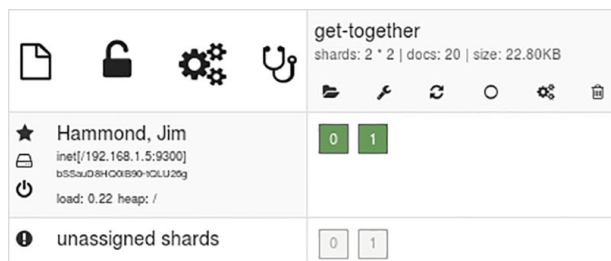 get-together
shards: 2 * 2 | docs: 20 | size: 22.80KB
Hammond, Jim
0 1
inet[/192.168.1.5:9300]
load: 0.22 heap: /
unassigned shards
0 1